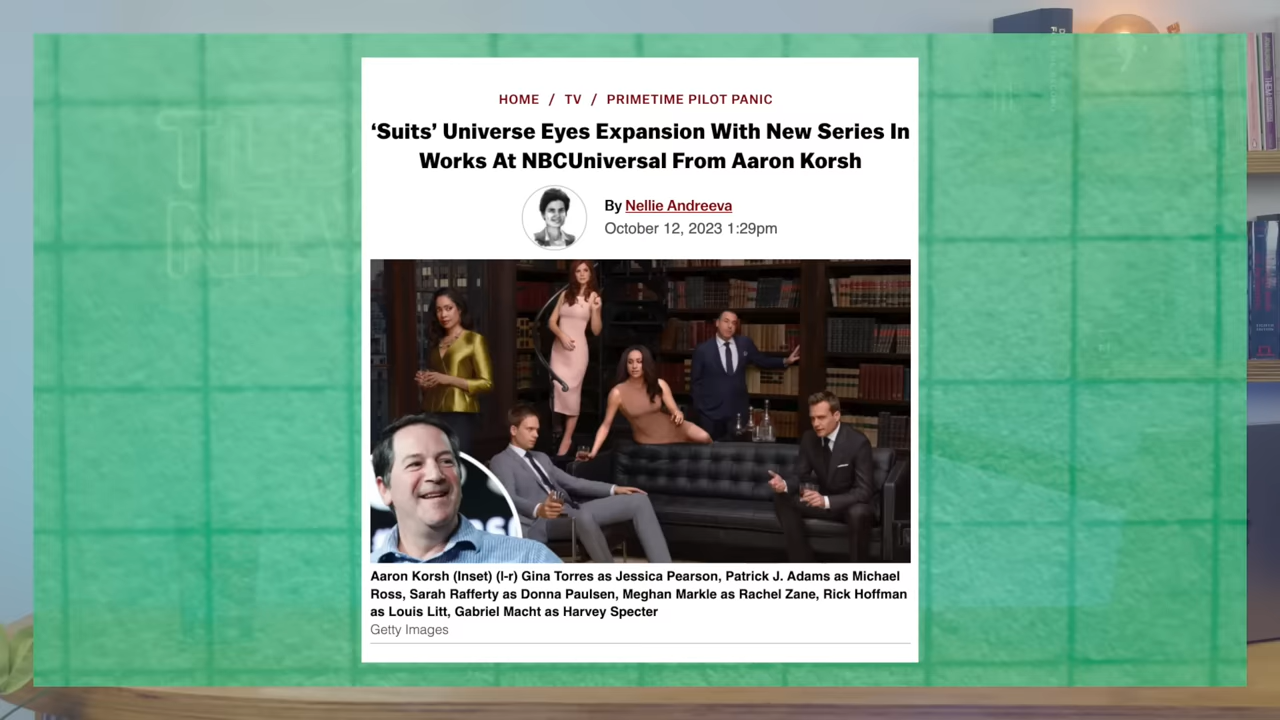 HOME / TV / PRIMETIME PILOT PANIC
‘Suits’ Universe Eyes Expansion With New Series In
Works At NBCUniversal From Aaron Korsh
By Nellie Andreeva
October 12, 2023 1:29pm
Aaron Korsh (Inset) (l-r) Gina Torres as Jessica Pearson, Patrick J. Adams as Michael
Ross, Sarah Rafferty as Donna Paulsen, Meghan Markle as Rachel Zane, Rick Hoffman
as Louis Litt, Gabriel Macht as Harvey Specter
Getty Images